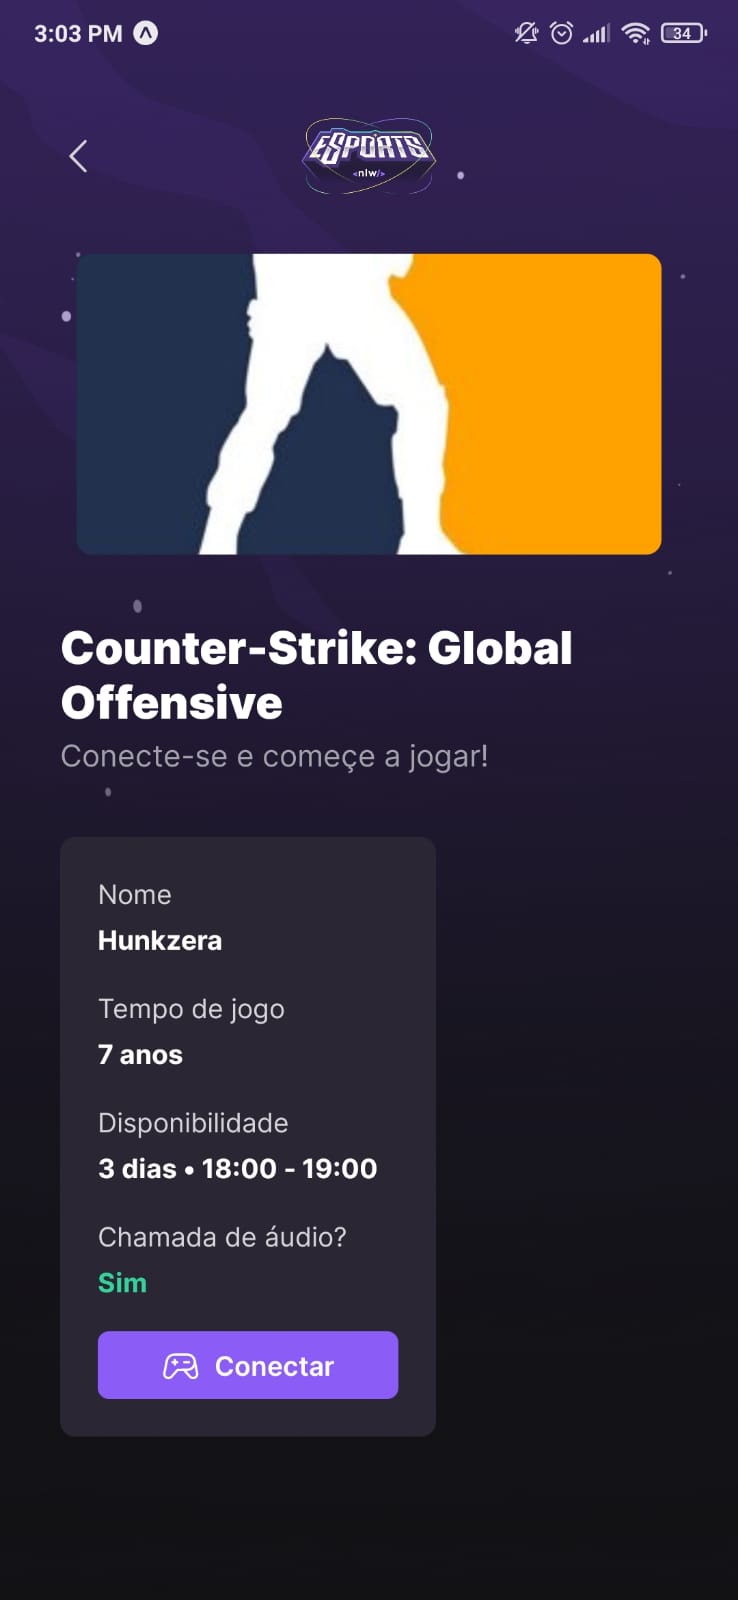 3:03 PM
34
ESPORTS
<nlw/>
Counter-Strike: Global
Offensive
Conecte-se e começe a jogar!
Nome
Hunkzera
Tempo de jogo
7 anos
Disponibilidade
3 dias • 18:00 - 19:00
Chamada de áudio?
Sim
Conectar